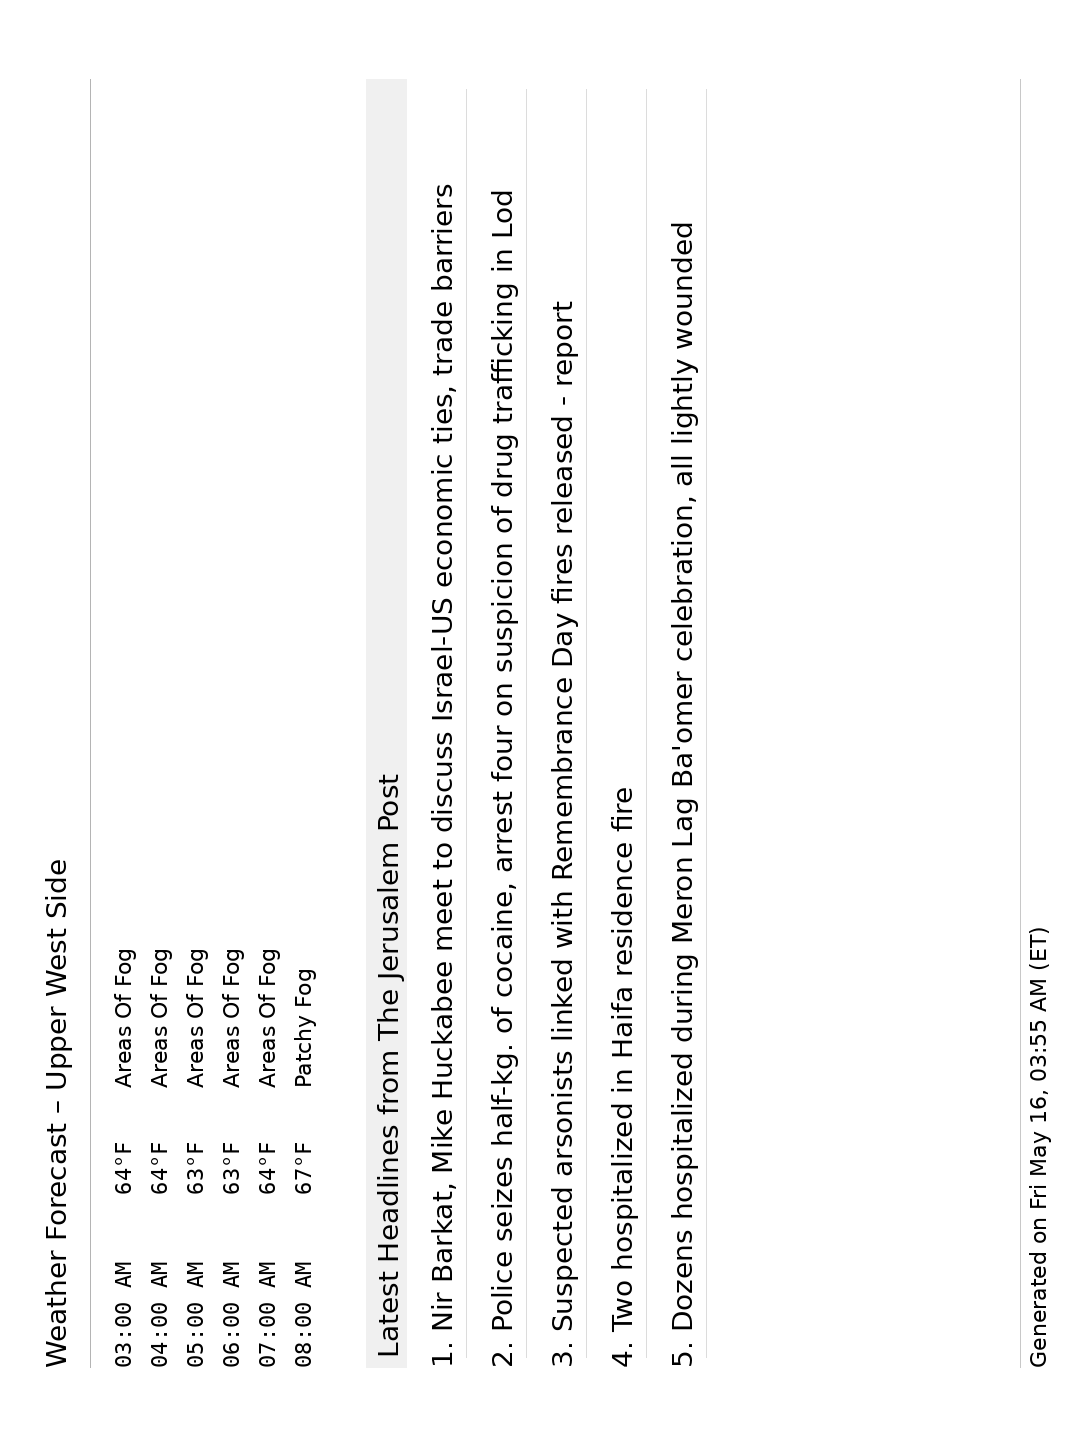 Weather Forecast – Upper West Side
03:00 AM 64°F Areas Of Fog
04:00 AM 64°F Areas Of Fog
05:00 AM 63°F Areas Of Fog
06:00 AM 63°F Areas Of Fog
07:00 AM 64°F Areas Of Fog
08:00 AM 67°F Patchy Fog
Latest Headlines from The Jerusalem Post
1. Nir Barkat, Mike Huckabee meet to discuss Israel-US economic ties, trade barriers
2. Police seizes half-kg. of cocaine, arrest four on suspicion of drug trafficking in Lod
3. Suspected arsonists linked with Remembrance Day fires released - report
4. Two hospitalized in Haifa residence fire
5. Dozens hospitalized during Meron Lag Ba'omer celebration, all lightly wounded
Generated on Fri May 16, 03:55 AM (ET)